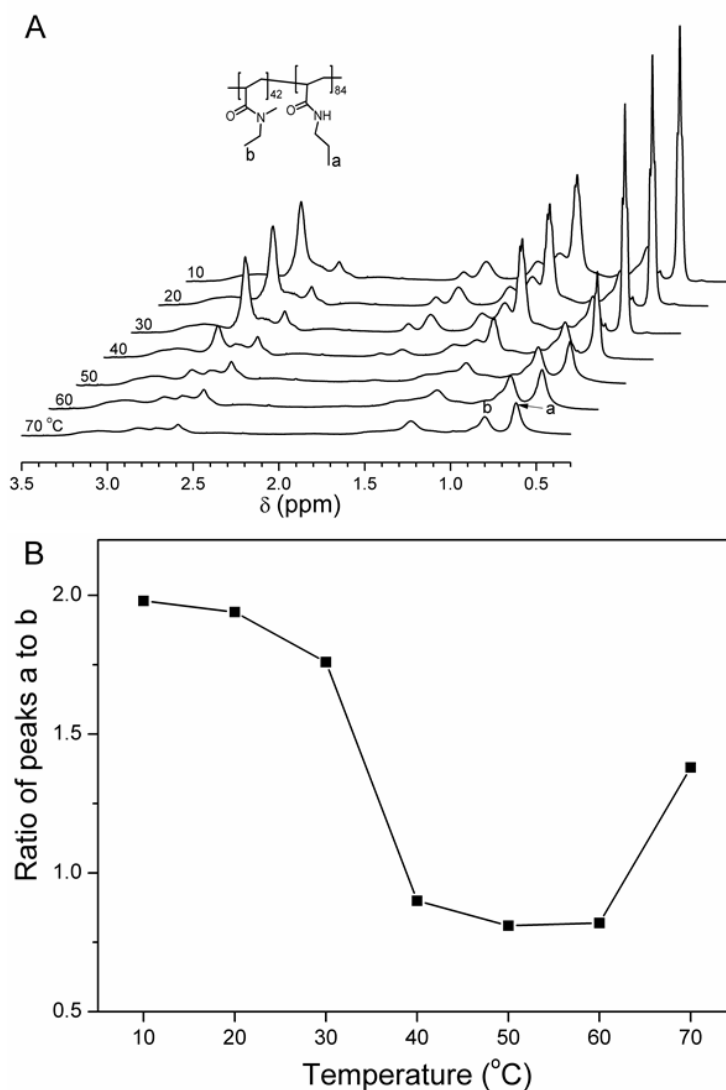 A
42
84
O
N
O
NH
b
a
10
20
30
40
50
60
70 °C
b
a
3.5 3.0 2.5 2.0 1.5 1.0 0.5
δ (ppm)
B
Ratio of peaks a to b
2.0
1.5
1.0
0.5
10 20 30 40 50 60 70
Temperature (°C)